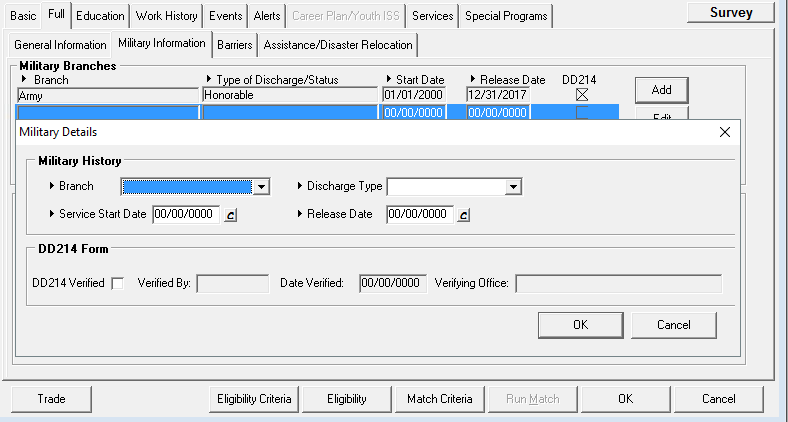 Basic Full Education Work History Events Alerts Career Plan/Youth ISS Services Special Programs Survey
General Information Military Information Barriers Assistance/Disaster Relocation
Military Branches
Branch Type of Discharge/Status Start Date Release Date DD214
Army Honorable 01/01/2000 12/31/2017 Add
00/00/0000 00/00/0000 Edit
Military Details
Military History
Branch Discharge Type
Service Start Date 00/00/0000 c Release Date 00/00/0000 c
DD214 Form
DD214 Verified Verified By: Date Verified: 00/00/0000 Verifying Office:
OK Cancel
Trade Eligibility Criteria Eligibility Match Criteria Run Match OK Cancel